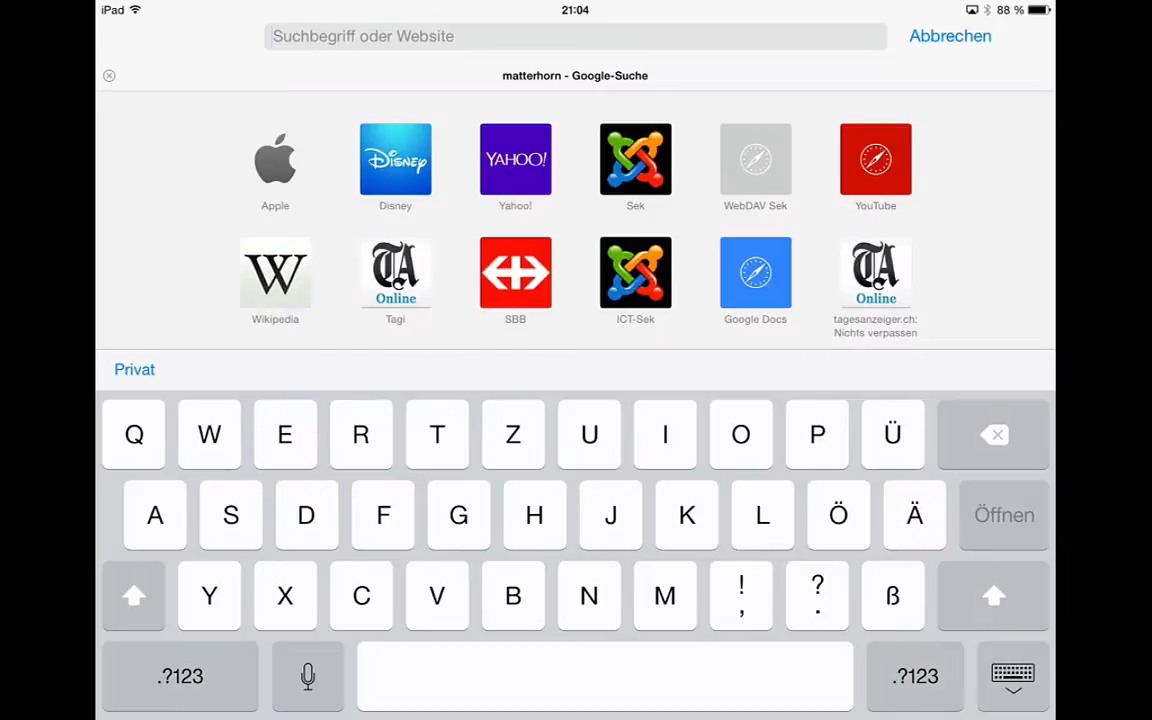 iPad 21:04 88 %
Suchbegriff oder Website Abbrechen
matterhorn - Google-Suche
DISNEY YAHOO!
Apple Disney Yahoo! Sek WebDAV Sek YouTube
W TA Online TA Online
Wikipedia Tagi SBB ICT-Sek Google Docs tagesanzeiger.ch:
Nichts verpassen
Privat
Q W E R T Z U I O P Ü
A S D F G H J K L Ö Ä Öffnen
Y X C V B N M ! , ? . ß
.?123 .?123